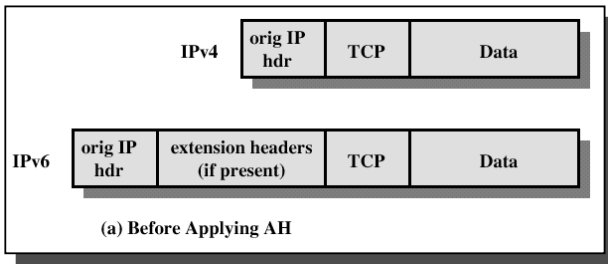 IPv4
orig IP
hdr
TCP
Data
IPv6
orig IP
hdr
extension headers
(if present)
TCP
Data
(a) Before Applying AH